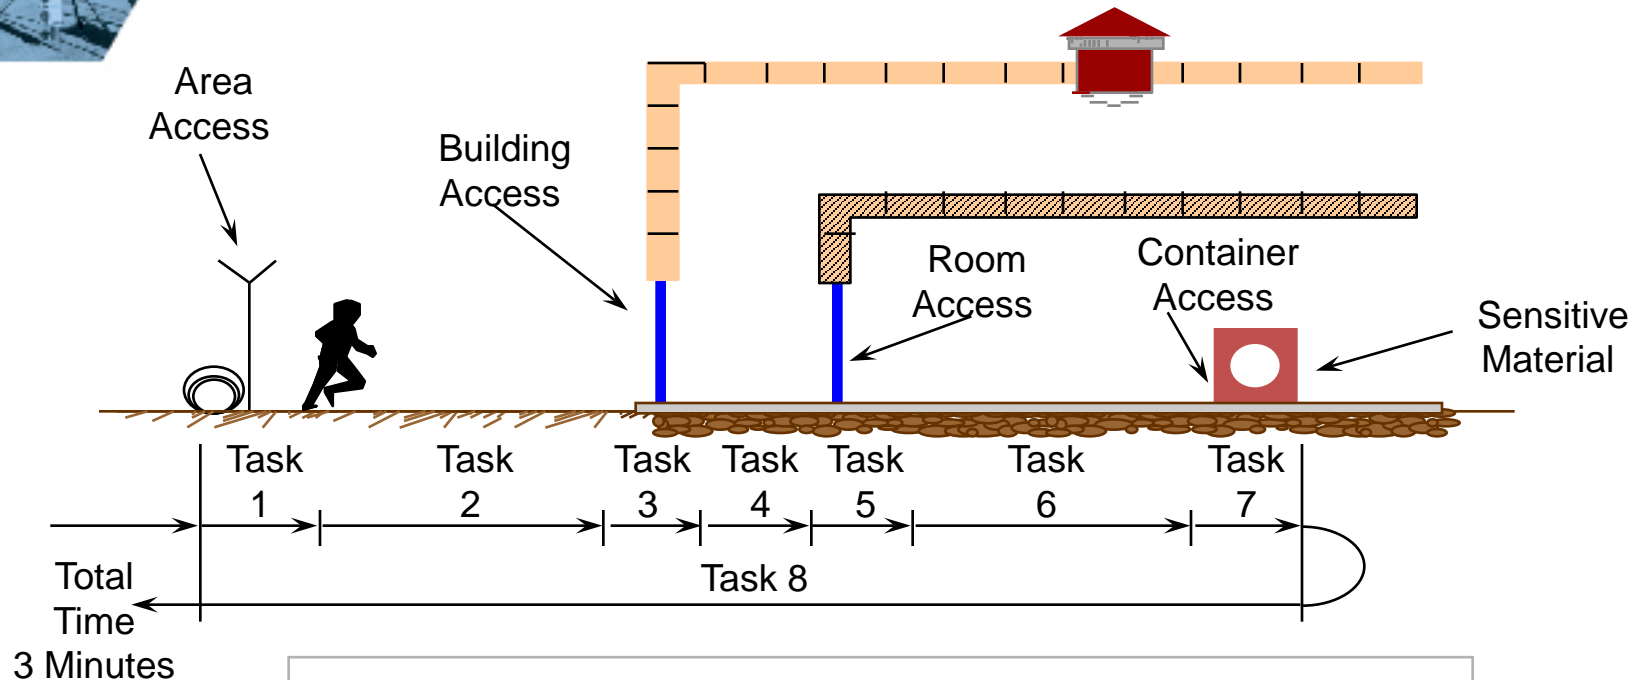 Area
Access
Building
Access
Room
Access
Container
Access
Sensitive
Material
Task
1
Task
2
Task
3
Task
4
Task
5
Task
6
Task
7
Task 8
Total
Time
3 Minutes